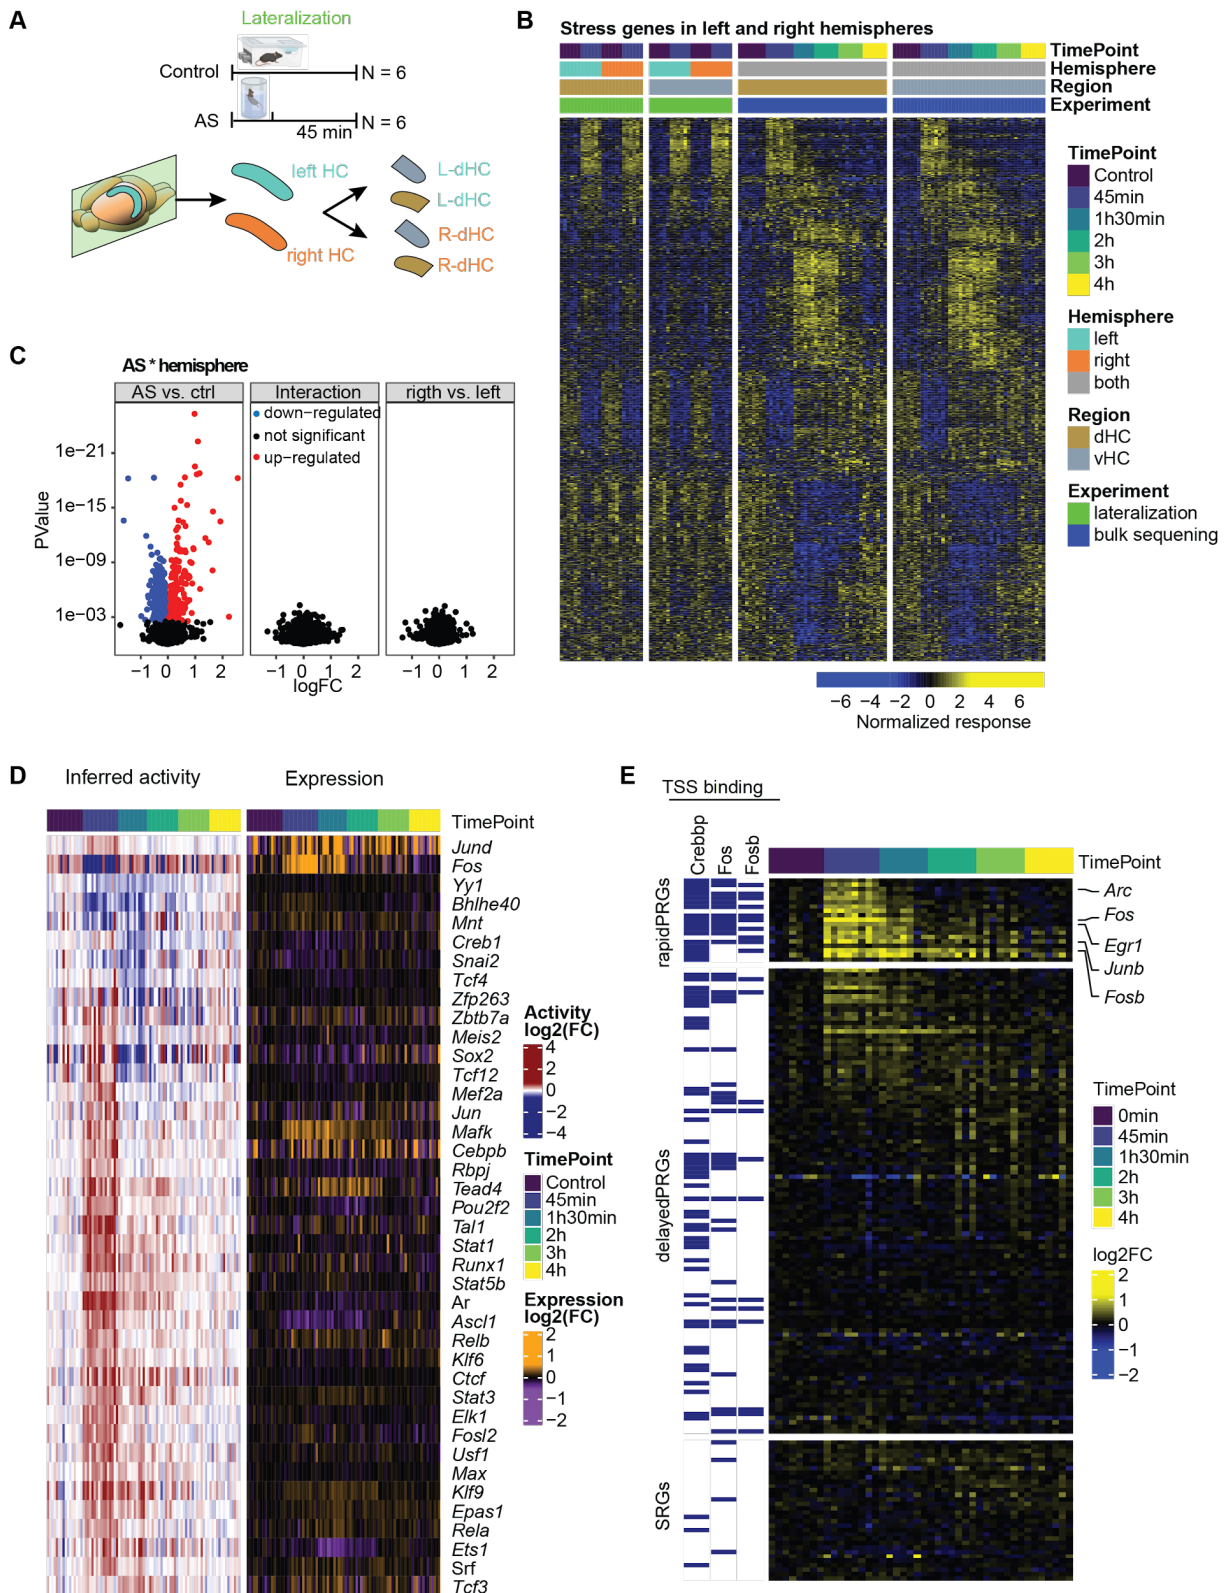 A
Lateralization
Control
N = 6
AS
45 min
N = 6
left HC
right HC
L-dHC
L-dHC
R-dHC
R-dHC
B
Stress genes in left and right hemispheres
TimePoint
Hemisphere
Region
Experiment
TimePoint
Control
45min
1h30min
2h
3h
4h
Hemisphere
left
right
both
Region
dHC
vHC
Experiment
lateralization
bulk sequening
−6 −4 −2 0 2 4 6
Normalized response
C
AS * hemisphere
AS vs. ctrl
Interaction
rigth vs. left
down−regulated
not significant
up−regulated
PValue
1e−21
1e−15
1e−09
1e−03
−1 0 1 2
−1 0 1 2
−1 0 1 2
logFC
D
Inferred activity
Expression
TimePoint
Jund
Fos
Yy1
Bhlhe40
Mnt
Creb1
Snai2
Tcf4
Zfp263
Zbtb7a
Meis2
Sox2
Tcf12
Mef2a
Jun
Mafk
Cebpb
Rbpj
Tead4
Pou2f2
Tal1
Stat1
Runx1
Stat5b
Ar
Ascl1
Relb
Klf6
Ctcf
Stat3
Elk1
Fosl2
Usf1
Max
Klf9
Epas1
Rela
Ets1
Srf
Tcf3
Activity
log2(FC)
4
2
0
−2
−4
TimePoint
Control
45min
1h30min
2h
3h
4h
Expression
log2(FC)
2
1
0
−1
−2
E
TSS binding
Crebbp
Fos
Fosb
TimePoint
rapidPRGs
delayedPRGs
SRGs
Arc
Fos
Egr1
Junb
Fosb
TimePoint
0min
45min
1h30min
2h
3h
4h
log2FC
2
1
0
−1
−2